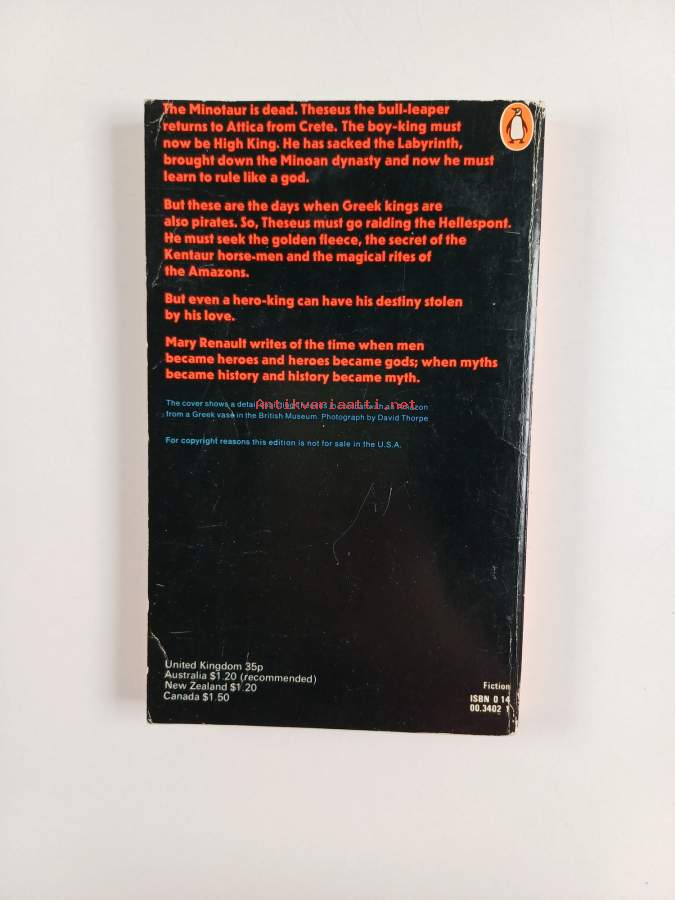 The Minotaur is dead. Theseus the bull-leaper
returns to Attica from Crete. The boy-king must
now be High King. He has sacked the Labyrinth,
brought down the Minoan dynasty and now he must
learn to rule like a god.
But these are the days when Greek kings are
also pirates. So, Theseus must go raiding the Hellespont.
He must seek the golden fleece, the secret of the
Kentaur horse-men and the magical rites of
the Amazons.
But even a hero-king can have his destiny stolen
by his love.
Mary Renault writes of the time when men
became heroes and heroes became gods; when myths
became history and history became myth.
Antikvariaatti.net
The cover shows a detail
from a Greek vase in the British Museum. Photograph by David Thorpe
For copyright reasons this edition is not for sale in the U.S.A.
United Kingdom 35p
Australia $1.20 (recommended)
New Zealand $1.20
Canada $1.50
Fiction
ISBN 0 14
00.3402 1